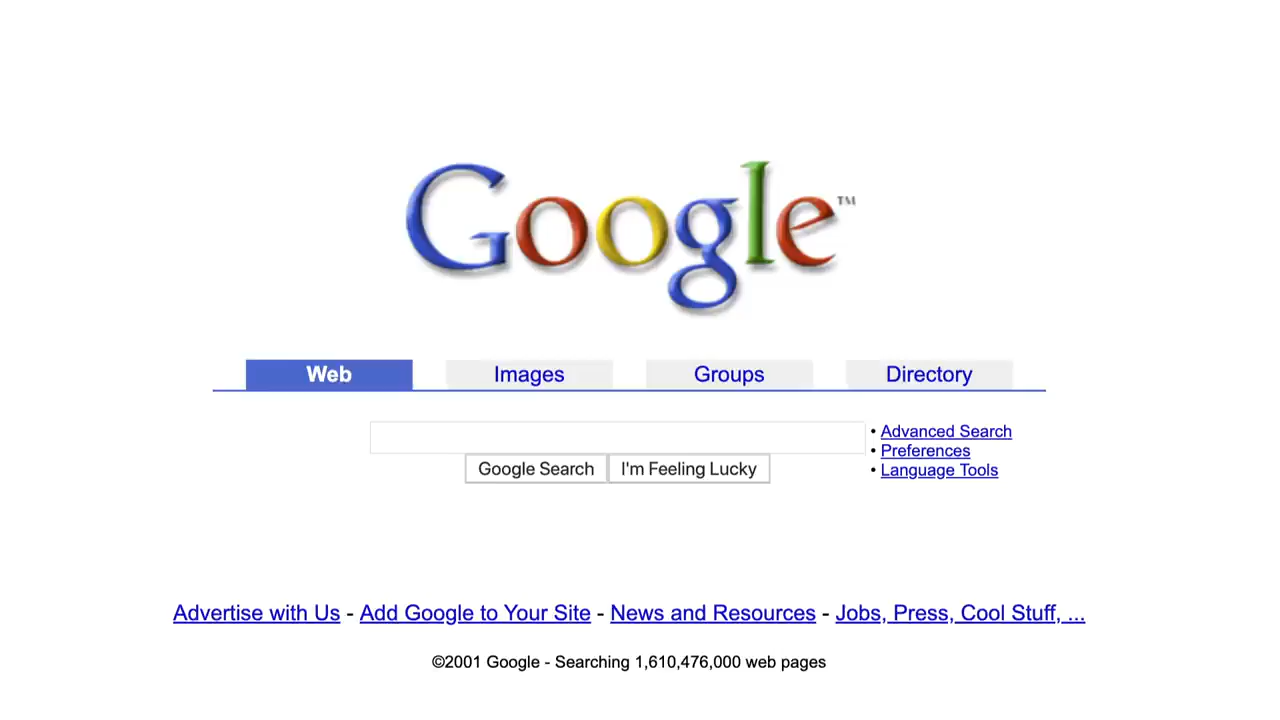 Google™
Web Images Groups Directory
• Advanced Search
• Preferences
• Language Tools
Google Search I'm Feeling Lucky
Advertise with Us - Add Google to Your Site - News and Resources - Jobs, Press, Cool Stuff, ...
©2001 Google - Searching 1,610,476,000 web pages